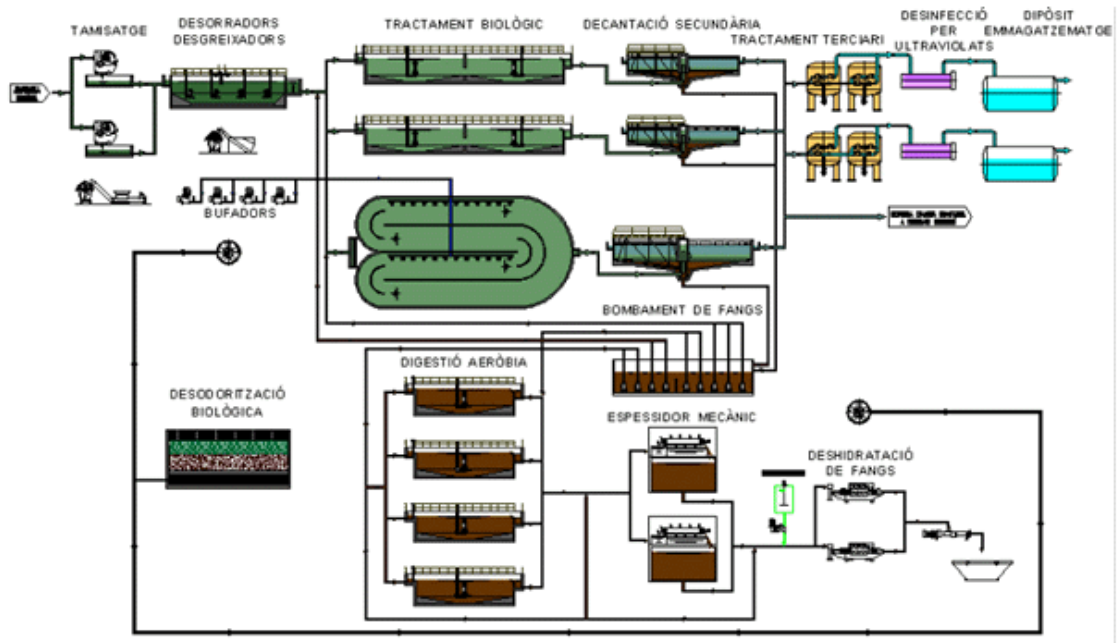 TAMISATGE
DESORRADORS
DESGREIXADORS
TRACTAMENT BIOLÒGIC
DECANTACIÓ SECUNDÀRIA
TRACTAMENT TERCIARI
DESINFECCIÓ
PER
ULTRAVIOLATS
DIPÒSIT
EMMAGATZEMATGE
BUFADORS
BOMBAMENT DE FANGS
DIGESTIÓ AERÒBIA
DESODORITZACIÓ
BIOLÒGICA
ESPESSIDOR MECÀNIC
DESHIDRATACIÓ
DE FANGS